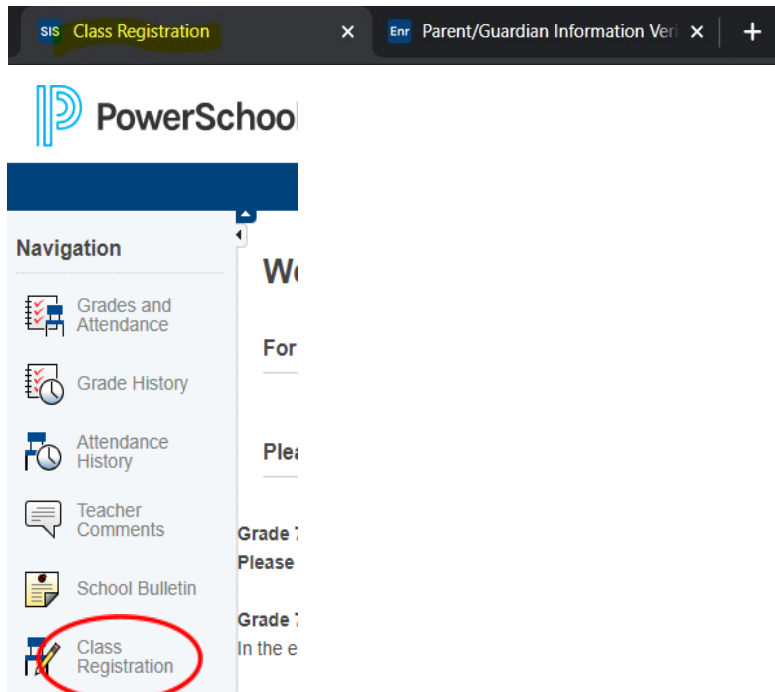 SIS Class Registration Enr Parent/Guardian Information Veri
PowerSchool
Navigation
Grades and
Attendance
Grade History
Attendance
History
Teacher
Comments
School Bulletin
Class
Registration
We
For
Plea
Grade 7
Please
Grade 7
In the e